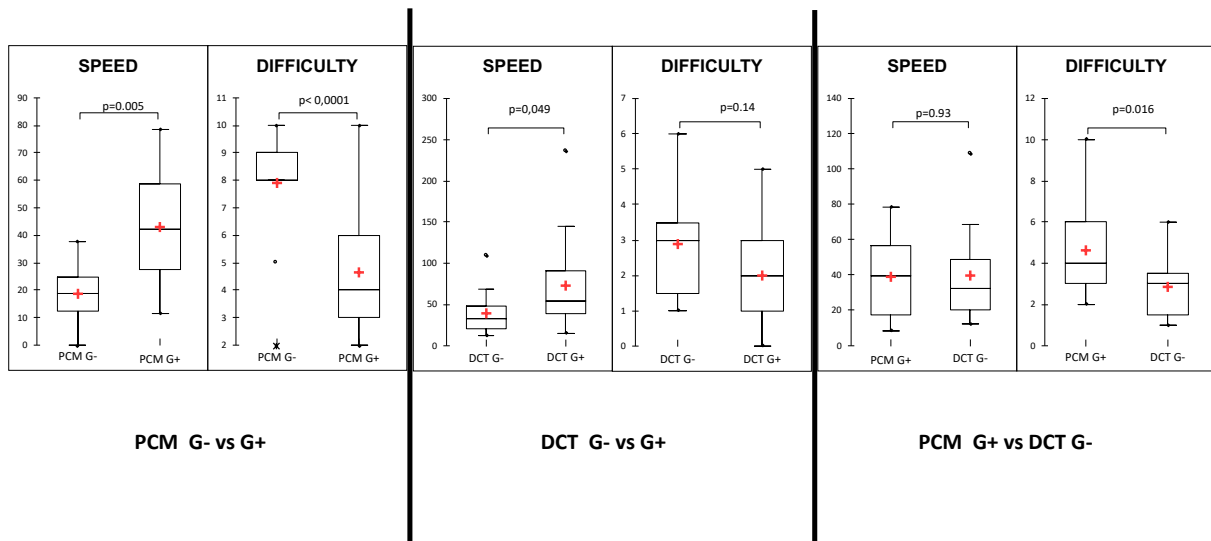 SPEED
p=0.005
90
80
70
60
50
40
30
20
10
0
PCM G-
PCM G+
DIFFICULTY
p< 0,0001
11
10
9
8
7
6
5
4
3
2
PCM G-
PCM G+
PCM G- vs G+
SPEED
p=0,049
300
250
200
150
100
50
0
DCT G-
DCT G+
DIFFICULTY
p=0.14
7
6
5
4
3
2
1
0
DCT G-
DCT G+
DCT G- vs G+
SPEED
p=0.93
140
120
100
80
60
40
20
0
PCM G+
DCT G-
DIFFICULTY
p=0.016
12
10
8
6
4
2
0
PCM G+
DCT G-
PCM G+ vs DCT G-